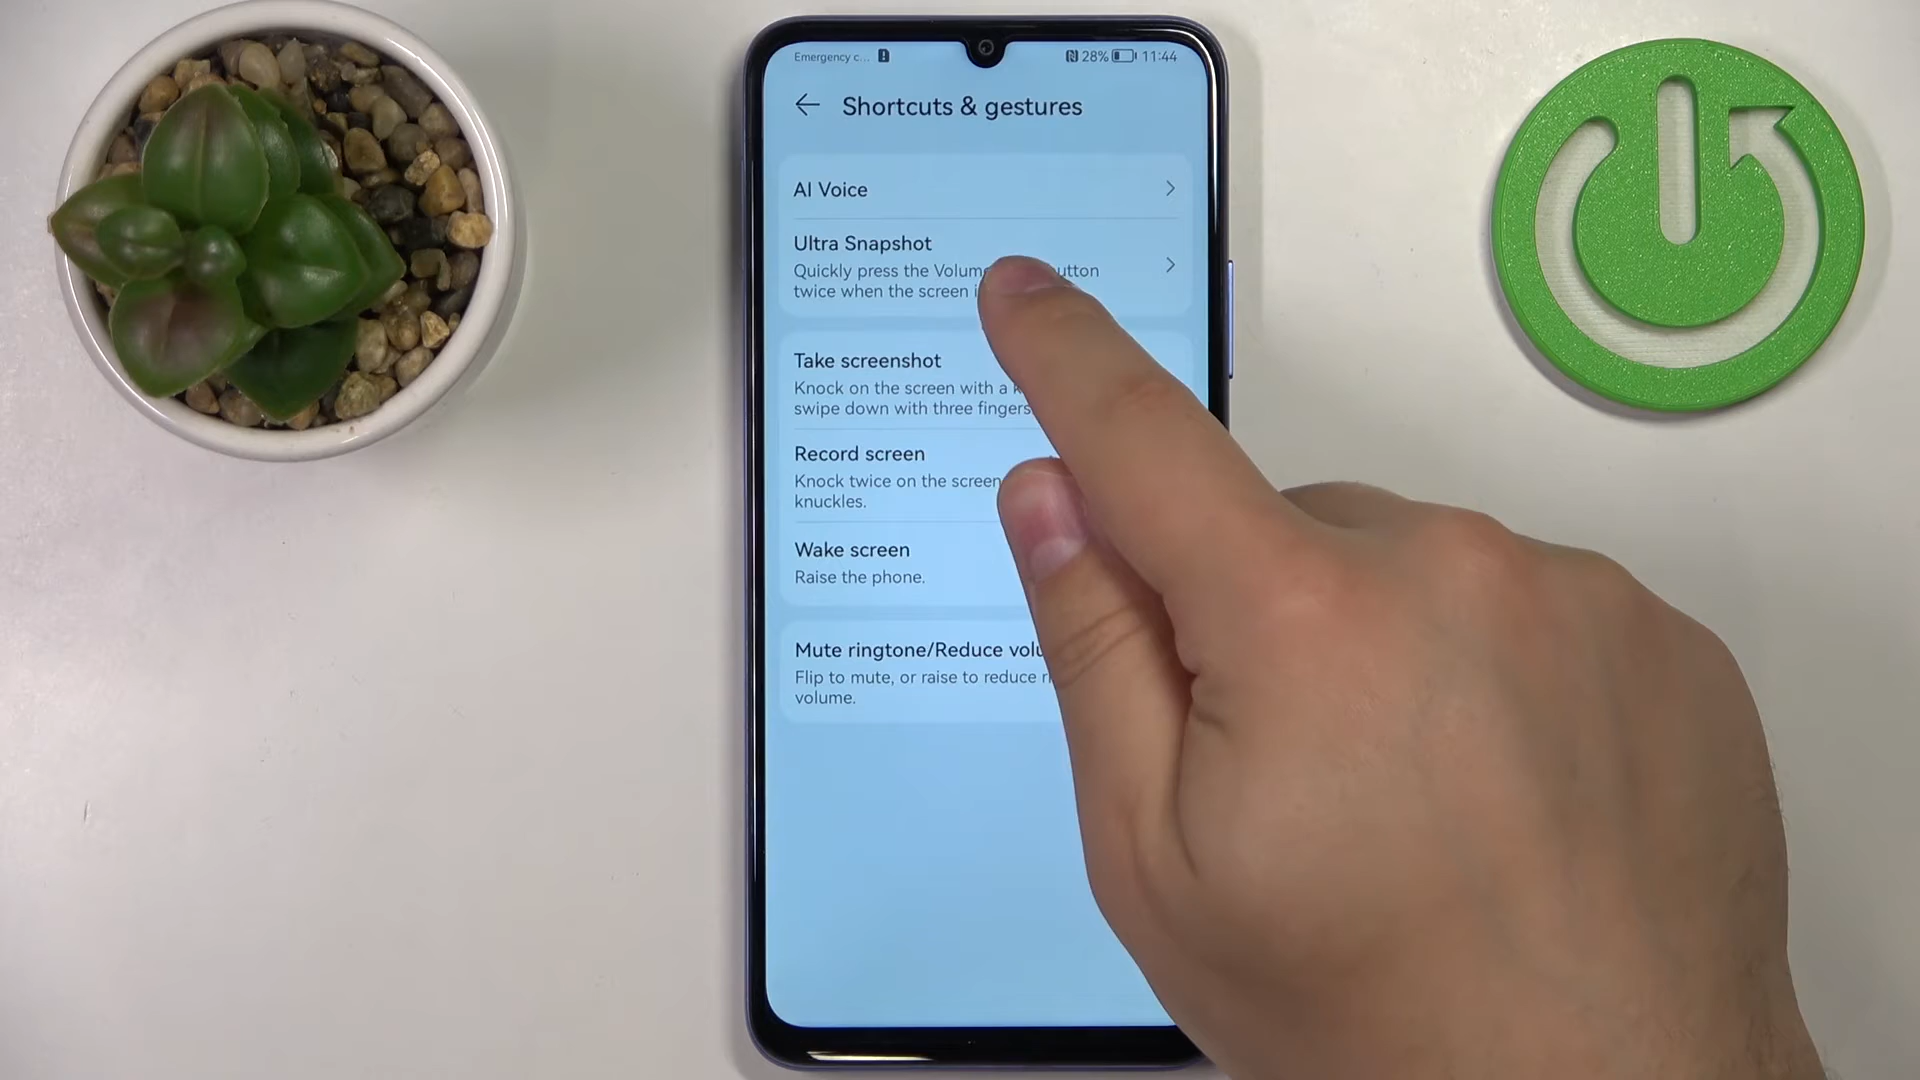 Emergency c... 28% 11:44
Shortcuts & gestures
AI Voice
Ultra Snapshot
Quickly press the utton
twice when the screen
Take screenshot
Knock on the screen with a
swipe down with three fingers
Record screen
Knock twice on the screen
knuckles.
Wake screen
Raise the phone.
Mute ringtone/Reduce
Flip to mute, or raise to reduce
volume.